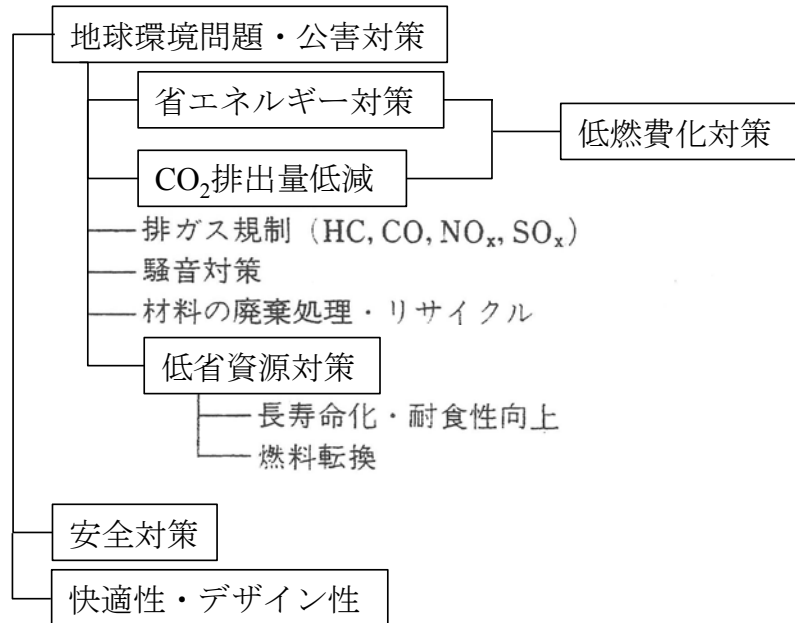 地球環境問題・公害対策
省エネルギー対策
低燃費化対策
CO₂排出量低減
排ガス規制（HC, CO, NOₓ, SOₓ）
騒音対策
材料の廃棄処理・リサイクル
低省資源対策
長寿命化・耐食性向上
燃料転換
安全対策
快適性・デザイン性